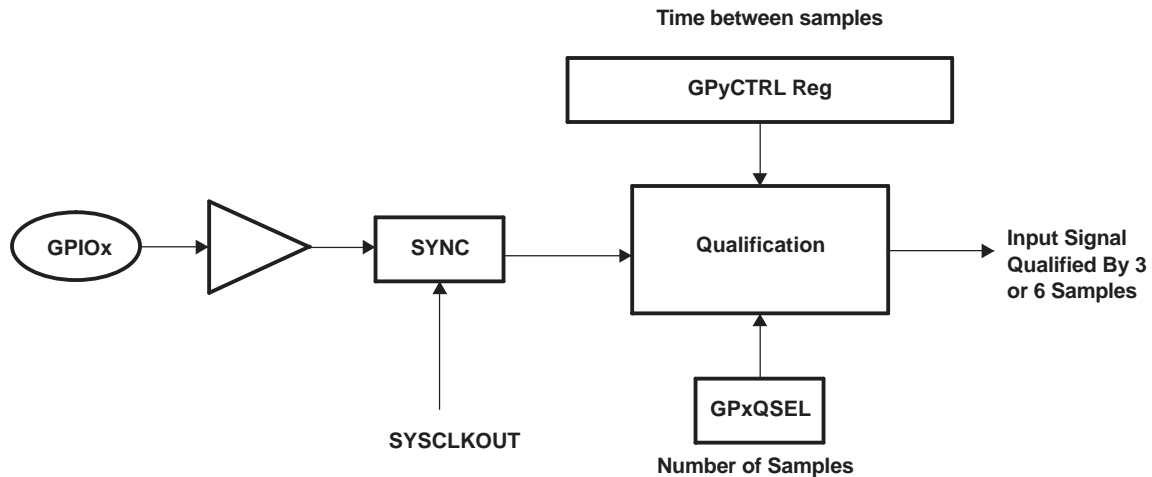 Time between samples
GPyCTRL Reg
GPIOx
SYNC
Qualification
Input Signal
Qualified By 3
or 6 Samples
GPxQSEL
SYSCLKOUT
Number of Samples